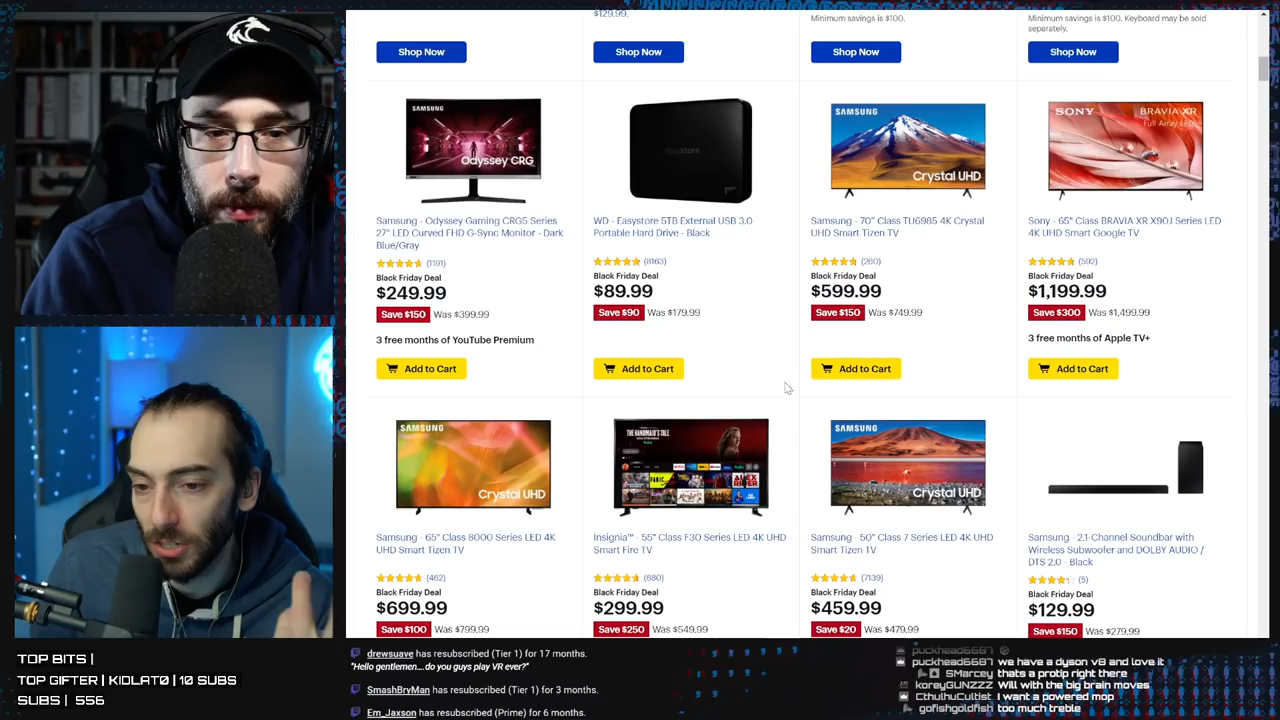 $129.99.
Minimum savings is $100.
Minimum savings is $100. Keyboard may be sold
separately.
Shop Now
Shop Now
Shop Now
Shop Now
SAMSUNG
Odyssey CRG
easystore
SAMSUNG
Crystal UHD
SONY
BRAVIA XR
Full Array LED
Samsung - Odyssey Gaming CRG5 Series
27" LED Curved FHD G-Sync Monitor - Dark
Blue/Gray
(1191)
Black Friday Deal
$249.99
Save $150 Was $399.99
3 free months of YouTube Premium
Add to Cart
WD - Easystore 5TB External USB 3.0
Portable Hard Drive - Black
(8163)
Black Friday Deal
$89.99
Save $90 Was $179.99
Add to Cart
Samsung - 70" Class TU6985 4K Crystal
UHD Smart Tizen TV
(260)
Black Friday Deal
$599.99
Save $150 Was $749.99
Add to Cart
Sony - 65" Class BRAVIA XR X90J Series LED
4K UHD Smart Google TV
(592)
Black Friday Deal
$1,199.99
Save $300 Was $1,499.99
3 free months of Apple TV+
Add to Cart
SAMSUNG
Crystal UHD
THE HANDMAID'S TALE
SAMSUNG
Crystal UHD
Samsung - 65" Class 8000 Series LED 4K
UHD Smart Tizen TV
(462)
Black Friday Deal
$699.99
Save $100 Was $799.99
Insignia™ - 55" Class F30 Series LED 4K UHD
Smart Fire TV
(680)
Black Friday Deal
$299.99
Save $250 Was $549.99
Samsung - 50" Class 7 Series LED 4K UHD
Smart Tizen TV
(7139)
Black Friday Deal
$459.99
Save $20 Was $479.99
Samsung - 2.1-Channel Soundbar with
Wireless Subwoofer and DOLBY AUDIO /
DTS 2.0 - Black
(5)
Black Friday Deal
$129.99
Save $150 Was $279.99
TOP BITS |
TOP GIFTER | KIDLAT0 | 10 SUBS
SUBS | 556
drewsuave has resubscribed (Tier 1) for 17 months.
"Hello gentlemen....do you guys play VR ever?"
SmashBryMan has resubscribed (Tier 1) for 3 months.
Em_Jaxson has resubscribed (Prime) for 6 months.
puckhead6687
puckhead6687 we have a dyson v8 and love it
SMarcey thats a protip right there
koreyGUNZZZ Will with the big brain moves
CthulhuCultist I want a powered mop
gofishgoldfish too much treble